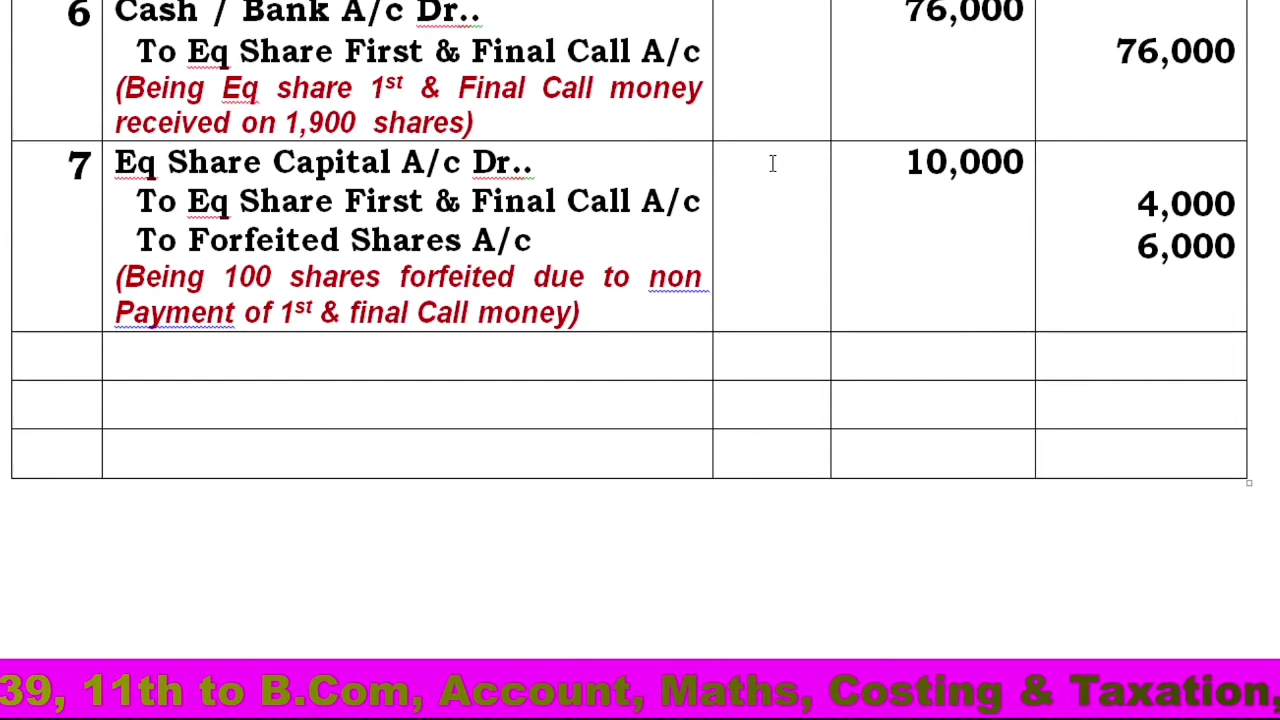 6 Cash / Bank A/c Dr.. 76,000
To Eq Share First & Final Call A/c 76,000
(Being Eq share 1st & Final Call money
received on 1,900 shares)
7 Eq Share Capital A/c Dr.. 10,000
To Eq Share First & Final Call A/c 4,000
To Forfeited Shares A/c 6,000
(Being 100 shares forfeited due to non
Payment of 1st & final Call money)
39, 11th to B.Com, Account, Maths, Costing & Taxation,